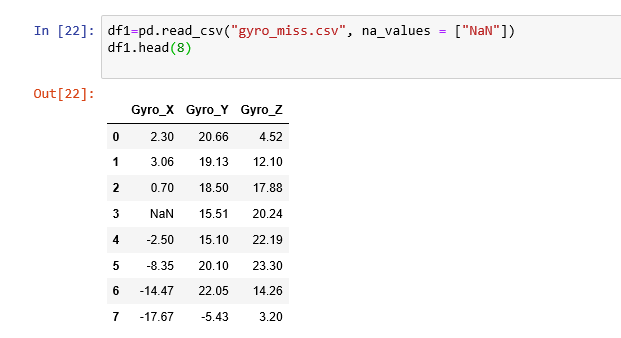 In [22]: df1=pd.read_csv("gyro_miss.csv", na_values = ["NaN"])
df1.head(8)
Out[22]:
Gyro_X Gyro_Y Gyro_Z
0 2.30 20.66 4.52
1 3.06 19.13 12.10
2 0.70 18.50 17.88
3 NaN 15.51 20.24
4 -2.50 15.10 22.19
5 -8.35 20.10 23.30
6 -14.47 22.05 14.26
7 -17.67 -5.43 3.20